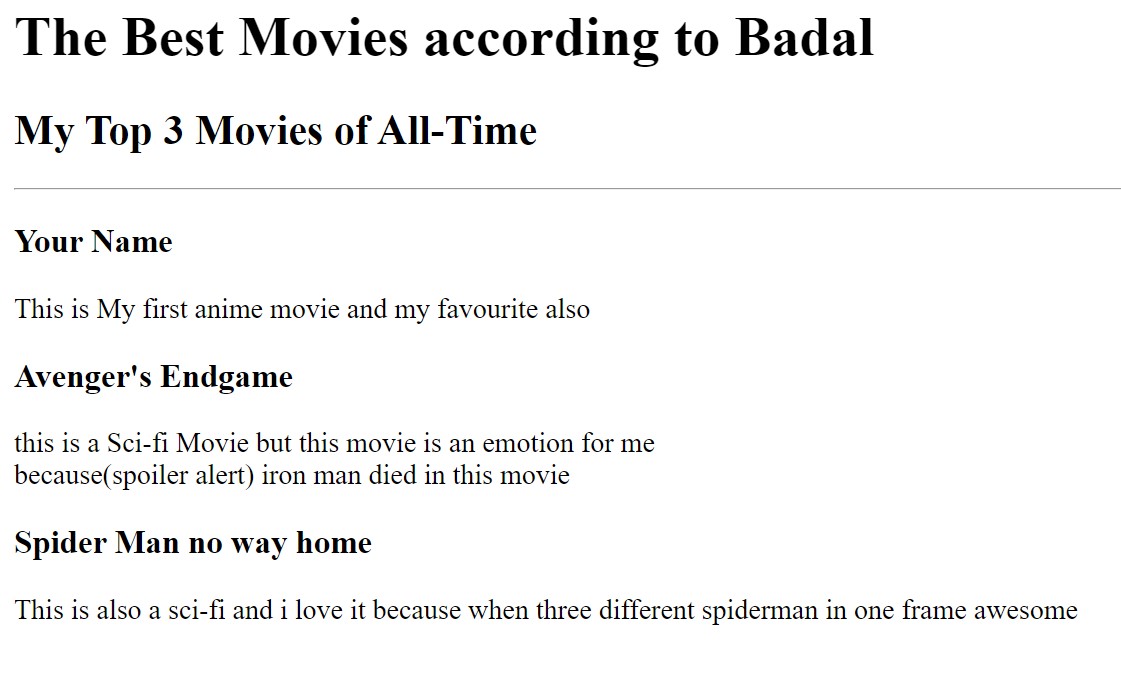 The Best Movies according to Badal
My Top 3 Movies of All-Time
Your Name
This is My first anime movie and my favourite also
Avenger's Endgame
this is a Sci-fi Movie but this movie is an emotion for me
because(spoiler alert) iron man died in this movie
Spider Man no way home
This is also a sci-fi and i love it because when three different spiderman in one frame awesome